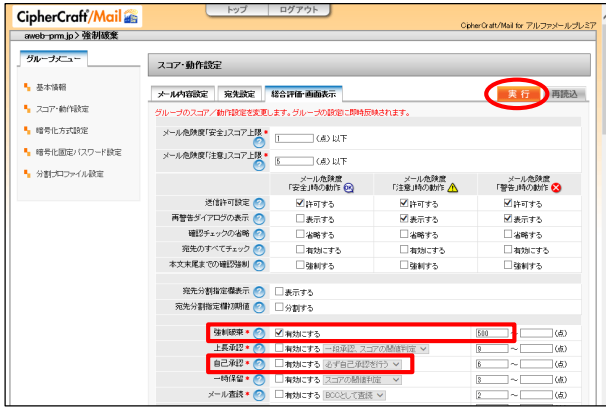 トップ ログアウト
CipherCraft/Mail
CipherCraft/Mail for アルファメールプレミア
aweb-prm.jp > 強制破棄
グループメニュー
基本情報
スコア・動作設定
暗号化方式設定
暗号化固定パスワード設定
分割プロファイル設定
スコア・動作設定
メール内容設定 宛先設定 総合評価・画面表示
実行 再読込
グループのスコア/動作設定を変更します。グループの設定に即時反映されます。
メール危険度「安全」スコア上限* 1 (点) 以下
メール危険度「注意」スコア上限* 5 (点) 以下
メール危険度「安全」時の動作 OK メール危険度「注意」時の動作 メール危険度「警告」時の動作
送信許可設定 許可する 許可する 許可する
再警告ダイアログの表示 表示する 表示する 表示する
確認チェックの省略 省略する 省略する 省略する
宛先のすべてチェック 有効にする 有効にする 有効にする
本文末尾までの確認強制 強制する 強制する 強制する
宛先分割指定欄表示 表示する
宛先分割指定欄初期値 分割する
強制破棄* 有効にする 500 ~ (点)
上長承認* 有効にする 一段承認、スコアの閾値判定 9 ~ (点)
自己承認* 有効にする 必ず自己承認を行う 6 ~ (点)
一時保留* 有効にする スコアの閾値判定 3 ~ (点)
メール査読* 有効にする BCCとして査読 2 ~ (点)